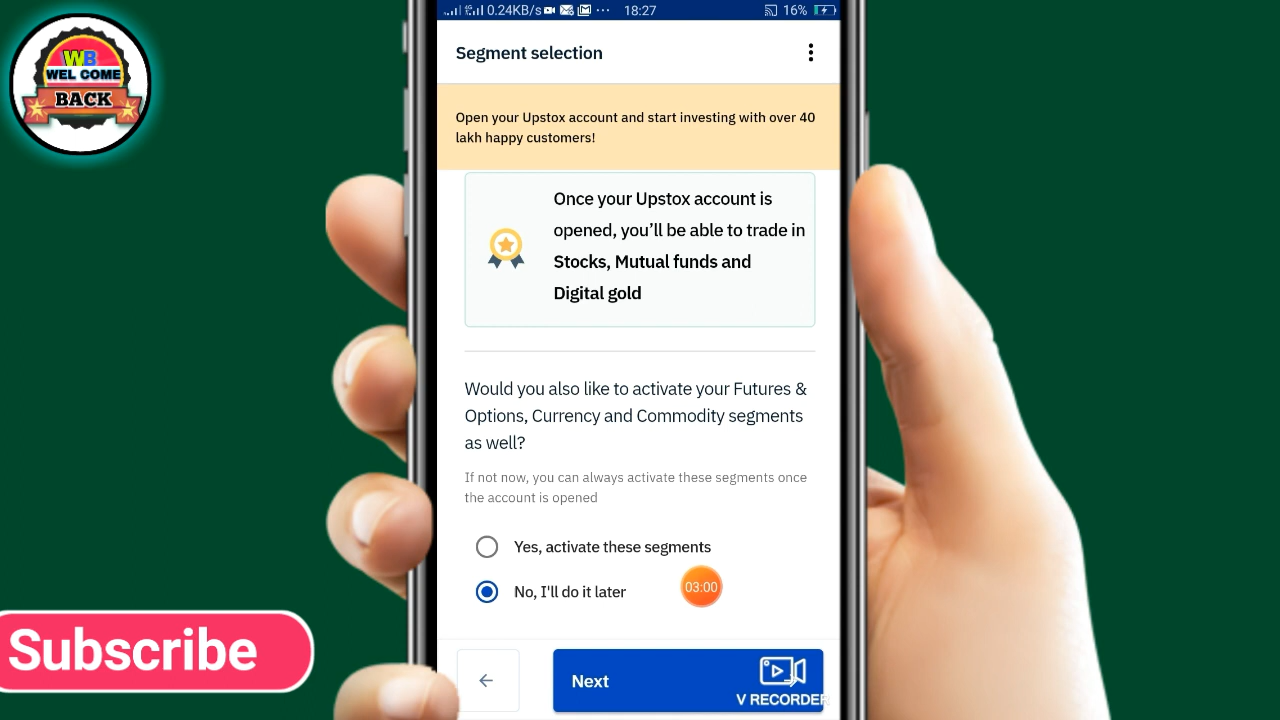 WB
WEL COME
BACK
0.24KB/s
18:27
16%
Segment selection
Open your Upstox account and start investing with over 40
lakh happy customers!
Once your Upstox account is
opened, you’ll be able to trade in
Stocks, Mutual funds and
Digital gold
Would you also like to activate your Futures &
Options, Currency and Commodity segments
as well?
If not now, you can always activate these segments once
the account is opened
Yes, activate these segments
No, I'll do it later
03:00
Subscribe
Next
V RECORDER